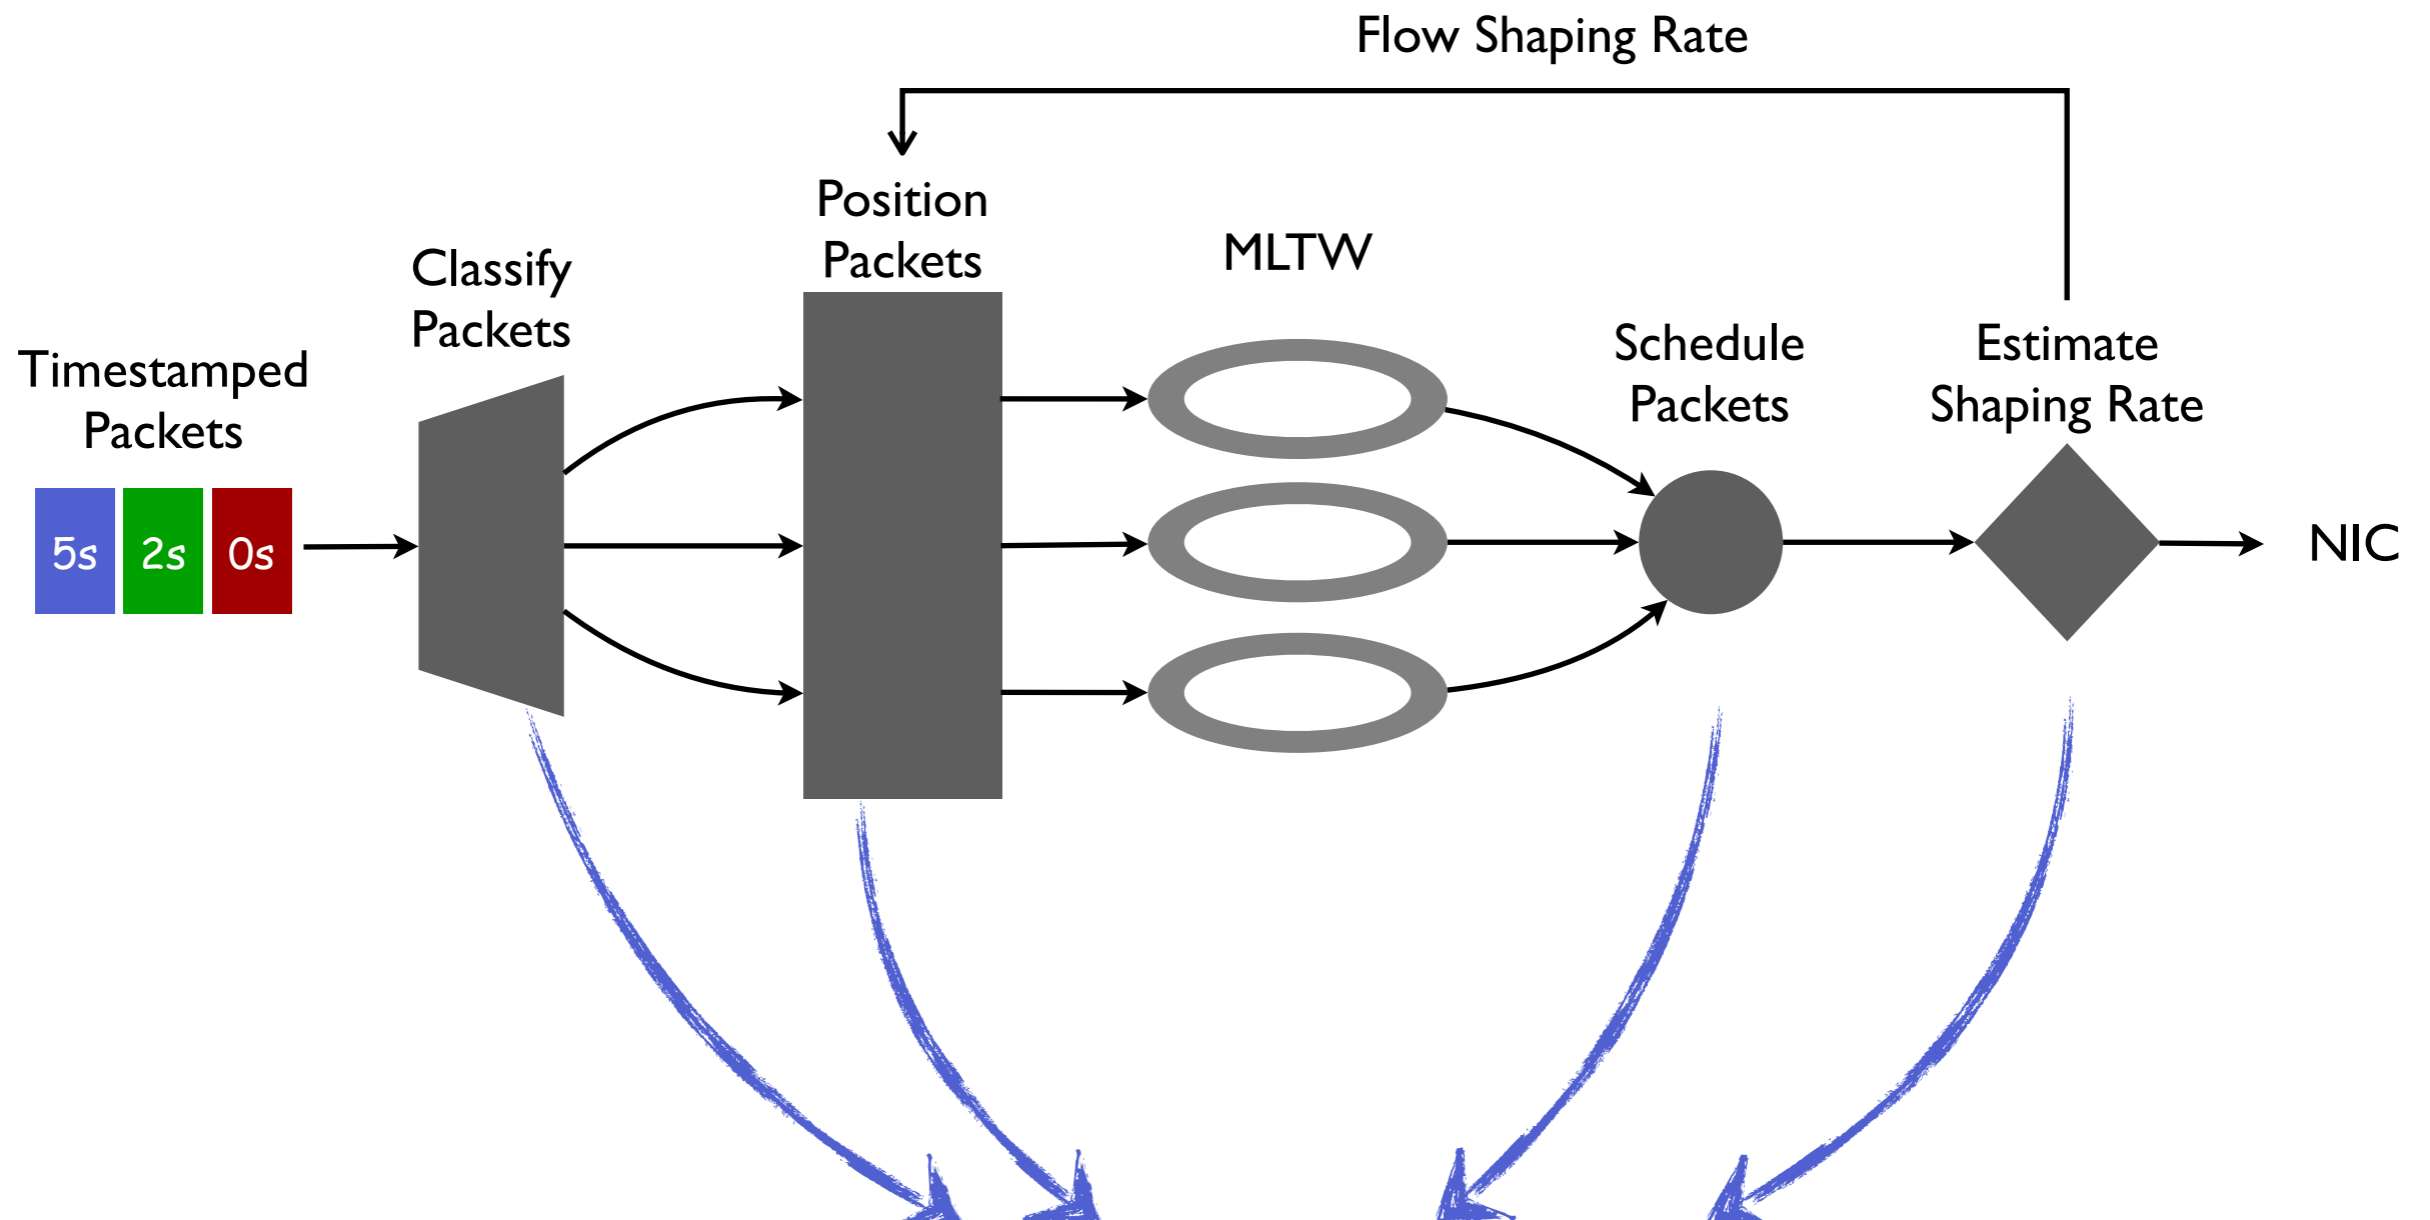 Flow Shaping Rate
Position
Packets
MLTW
Classify
Packets
Schedule
Packets
Estimate
Shaping Rate
Timestamped
Packets
5s
2s
0s
NIC